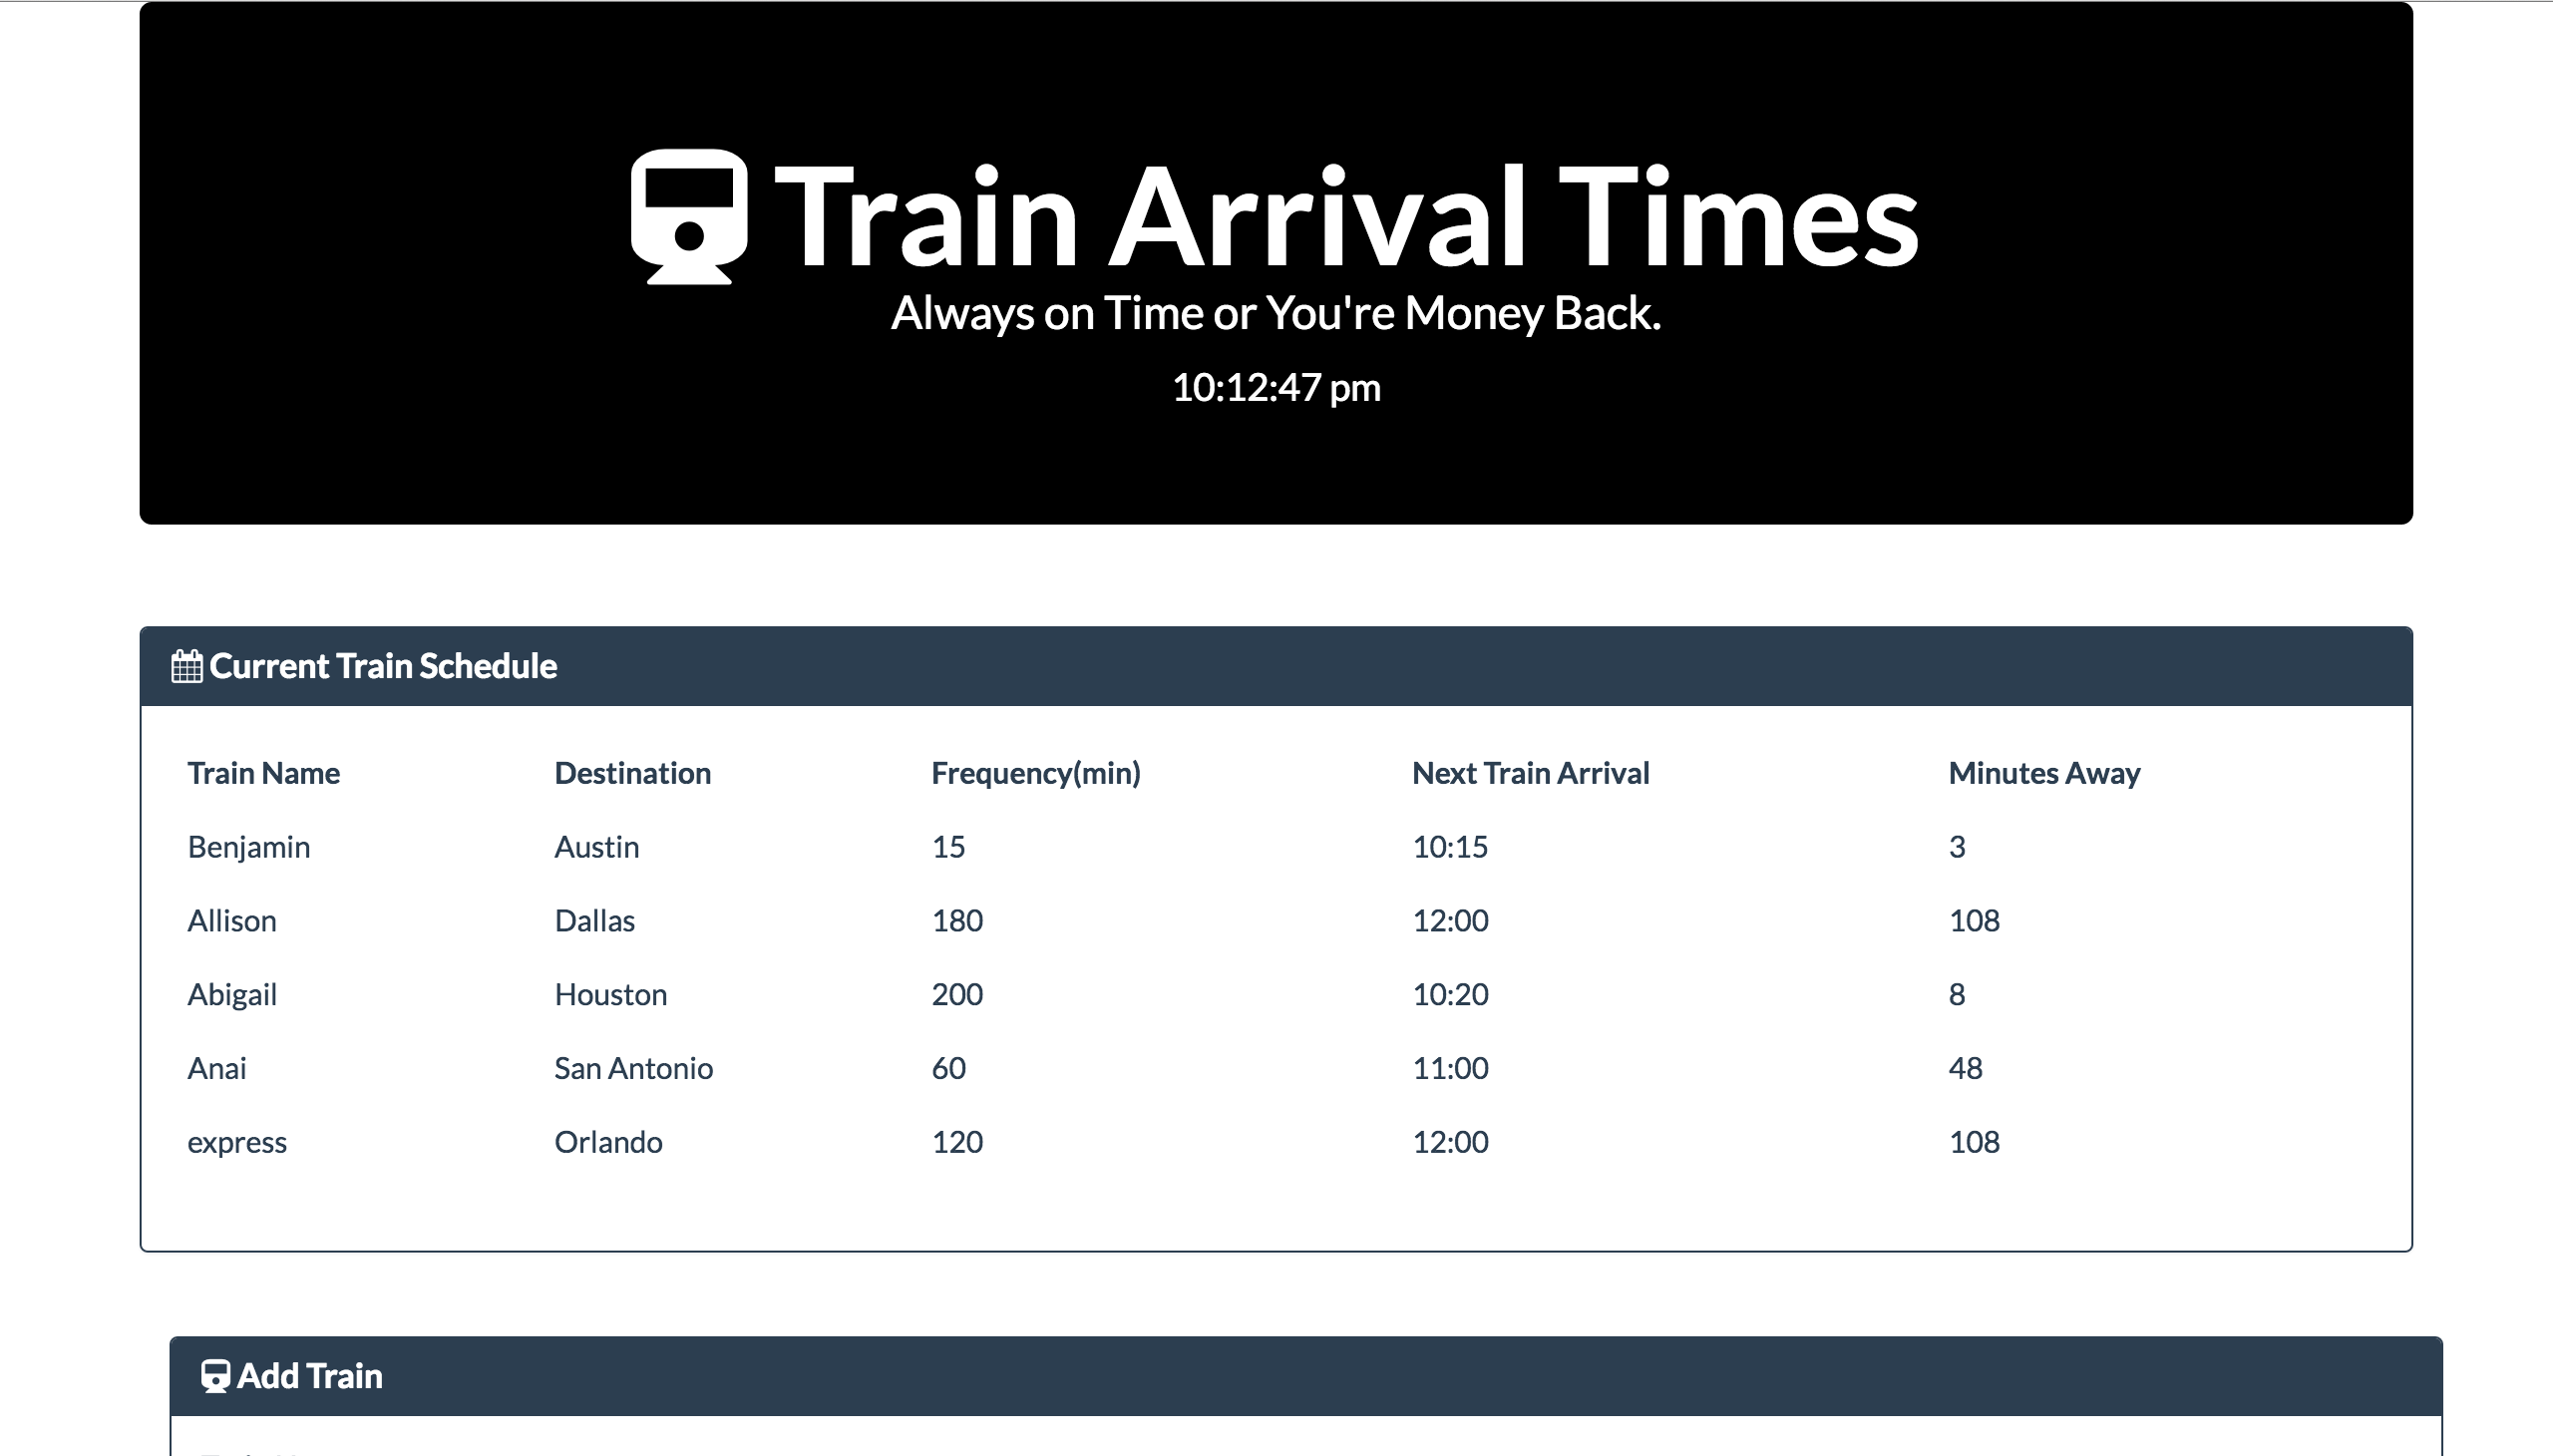 Train Arrival Times
Always on Time or You're Money Back.
10:12:47 pm
Current Train Schedule
Train Name Destination Frequency(min) Next Train Arrival Minutes Away
Benjamin Austin 15 10:15 3
Allison Dallas 180 12:00 108
Abigail Houston 200 10:20 8
Anai San Antonio 60 11:00 48
express Orlando 120 12:00 108
Add Train